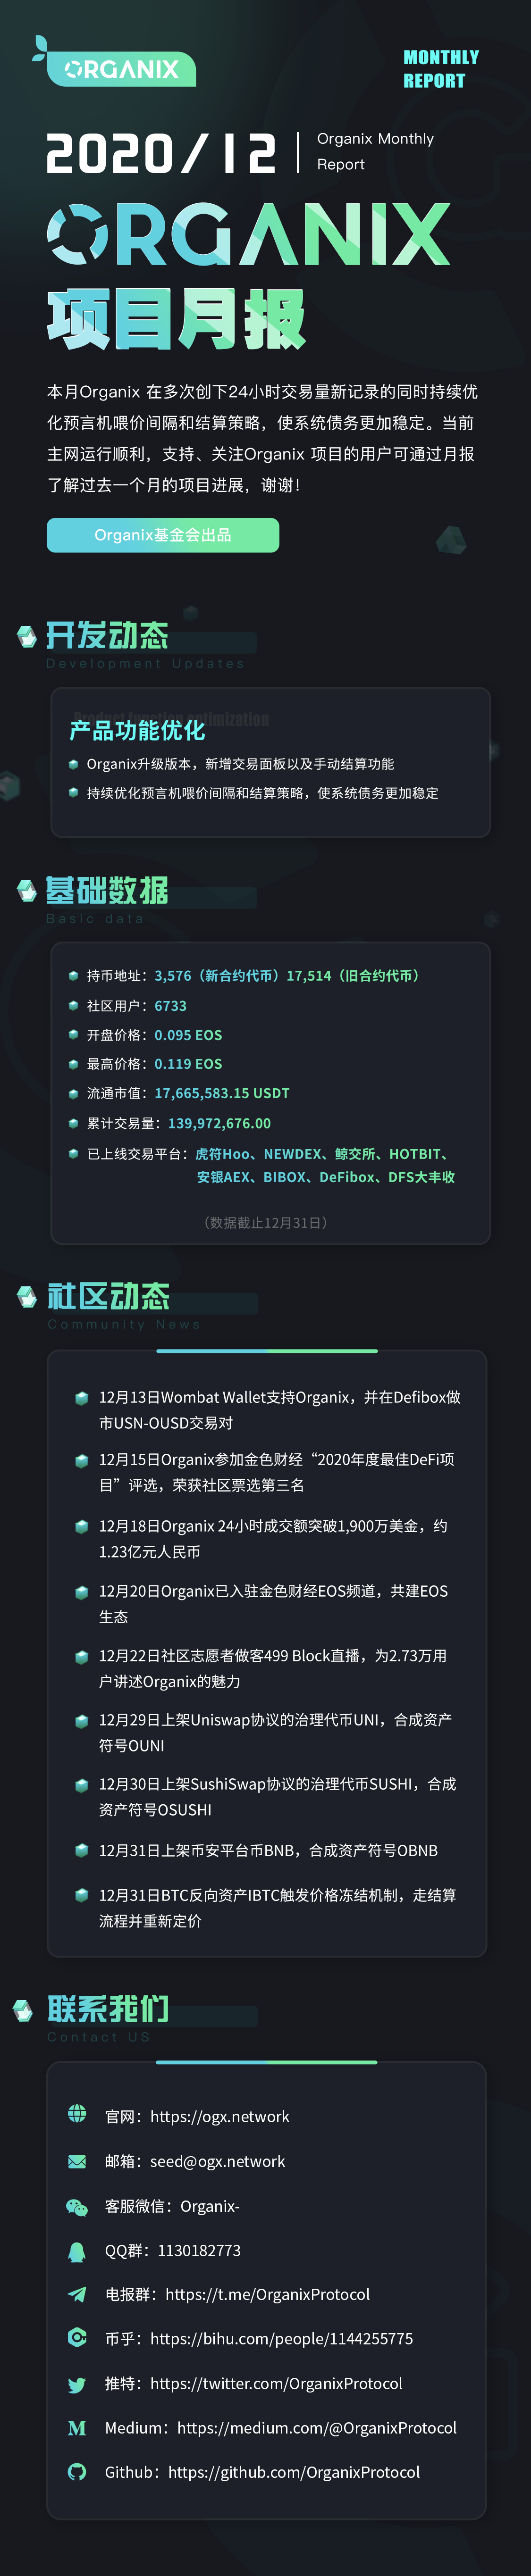 ORGANIX
MONTHLY
REPORT
2020/12
Organix Monthly
Report
ORGANIX
项目月报
本月Organix 在多次创下24小时交易量新记录的同时持续优
化预言机喂价间隔和结算策略，使系统债务更加稳定。当前
主网运行顺利，支持、关注Organix 项目的用户可通过月报
了解过去一个月的项目进展，谢谢！
Organix基金会出品
开发动态
Development Updates
Product function optimization
产品功能优化
Organix升级版本，新增交易面板以及手动结算功能
持续优化预言机喂价间隔和结算策略，使系统债务更加稳定
基础数据
Basic data
持币地址：3,576（新合约代币）17,514（旧合约代币）
社区用户：6733
开盘价格：0.095 EOS
最高价格：0.119 EOS
流通市值：17,665,583.15 USDT
累计交易量：139,972,676.00
已上线交易平台：虎符Hoo、NEWDEX、鲸交所、HOTBIT、
安银AEX、BIBOX、DeFibox、DFS大丰收
（数据截止12月31日）
社区动态
Community News
12月13日Wombat Wallet支持Organix，并在Defibox做
市USN-OUSD交易对
12月15日Organix参加金色财经“2020年度最佳DeFi项
目”评选，荣获社区票选第三名
12月18日Organix 24小时成交额突破1,900万美金，约
1.23亿元人民币
12月20日Organix已入驻金色财经EOS频道，共建EOS
生态
12月22日社区志愿者做客499 Block直播，为2.73万用
户讲述Organix的魅力
12月29日上架Uniswap协议的治理代币UNI，合成资产
符号OUNI
12月30日上架SushiSwap协议的治理代币SUSHI，合成
资产符号OSUSHI
12月31日上架币安平台币BNB，合成资产符号OBNB
12月31日BTC反向资产IBTC触发价格冻结机制，走结算
流程并重新定价
联系我们
Contact US
官网：https://ogx.network
邮箱：seed@ogx.network
客服微信：Organix-
QQ群：1130182773
电报群：https://t.me/OrganixProtocol
币乎：https://bihu.com/people/1144255775
推特：https://twitter.com/OrganixProtocol
Medium：https://medium.com/@OrganixProtocol
Github：https://github.com/OrganixProtocol